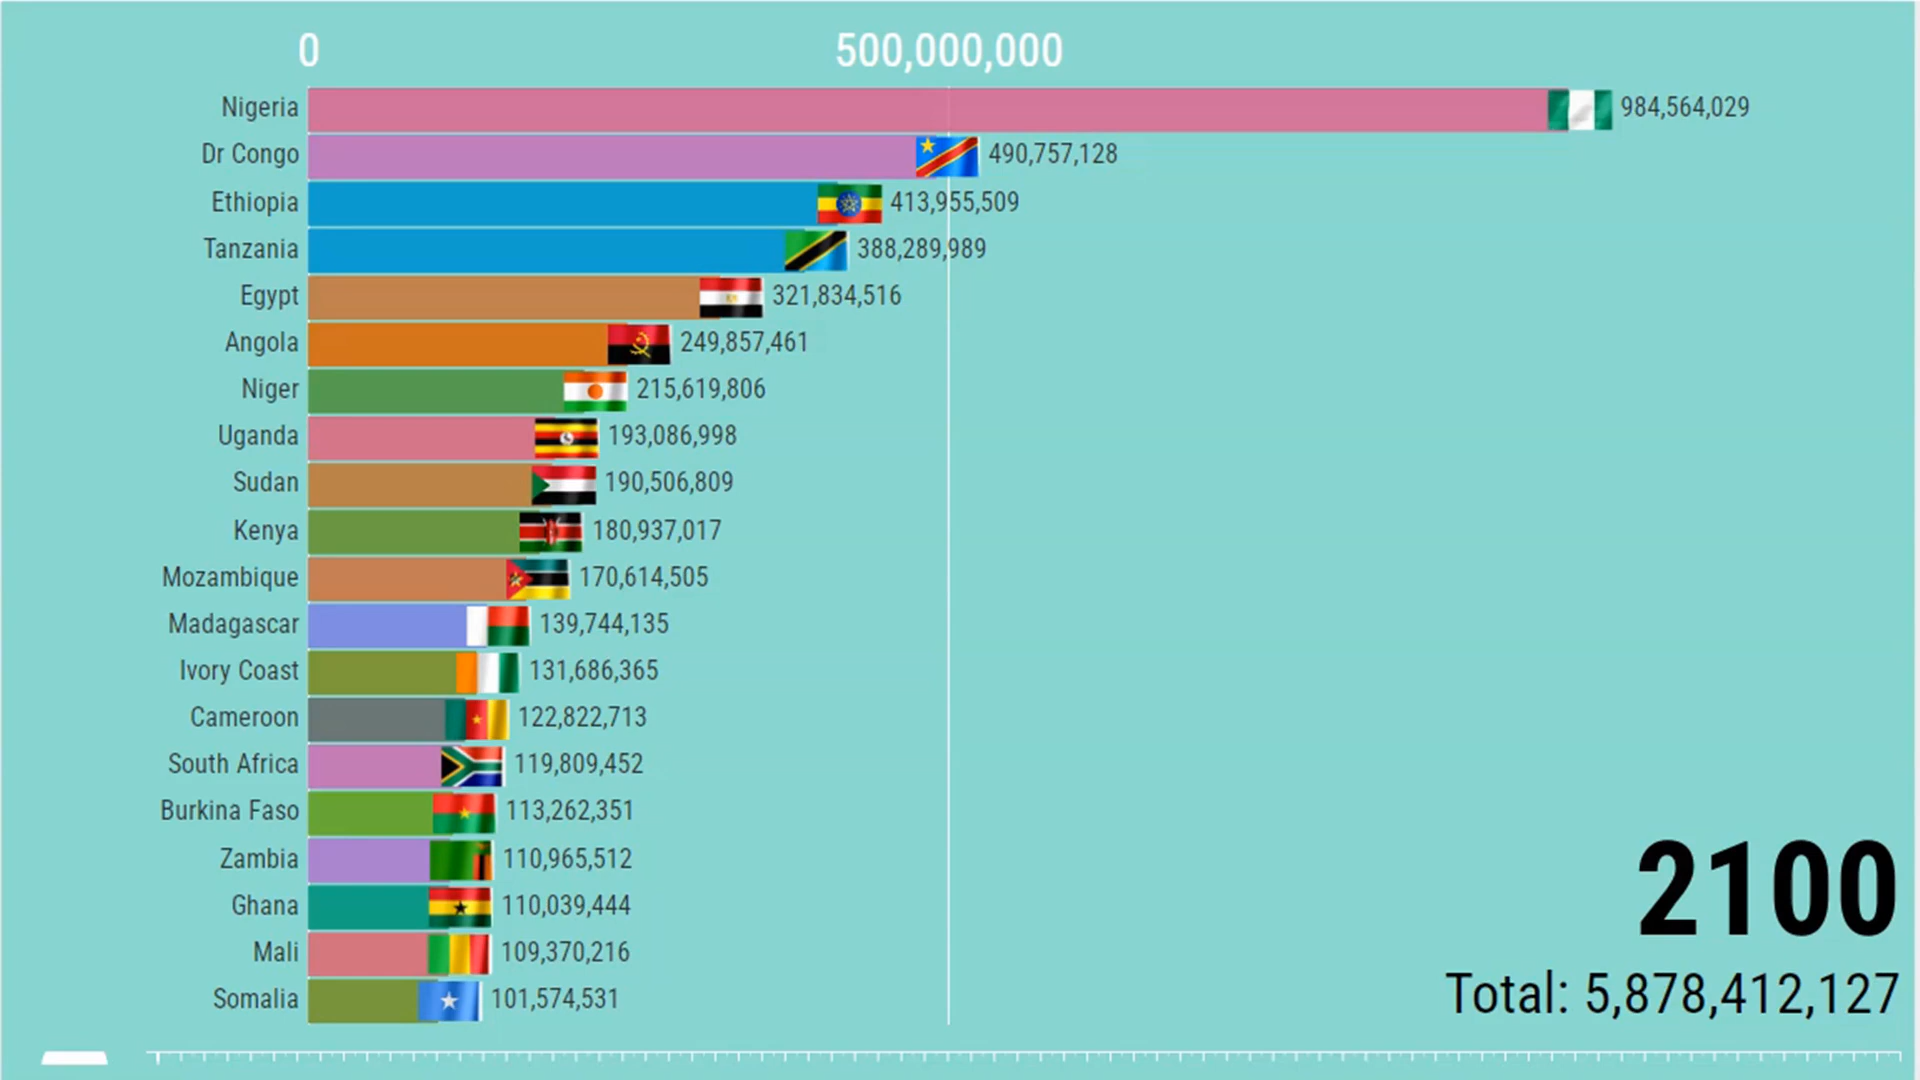 0 500,000,000
Nigeria 984,564,029
Dr Congo 490,757,128
Ethiopia 413,955,509
Tanzania 388,289,989
Egypt 321,834,516
Angola 249,857,461
Niger 215,619,806
Uganda 193,086,998
Sudan 190,506,809
Kenya 180,937,017
Mozambique 170,614,505
Madagascar 139,744,135
Ivory Coast 131,686,365
Cameroon 122,822,713
South Africa 119,809,452
Burkina Faso 113,262,351
Zambia 110,965,512
Ghana 110,039,444
Mali 109,370,216
Somalia 101,574,531
2100
Total: 5,878,412,127